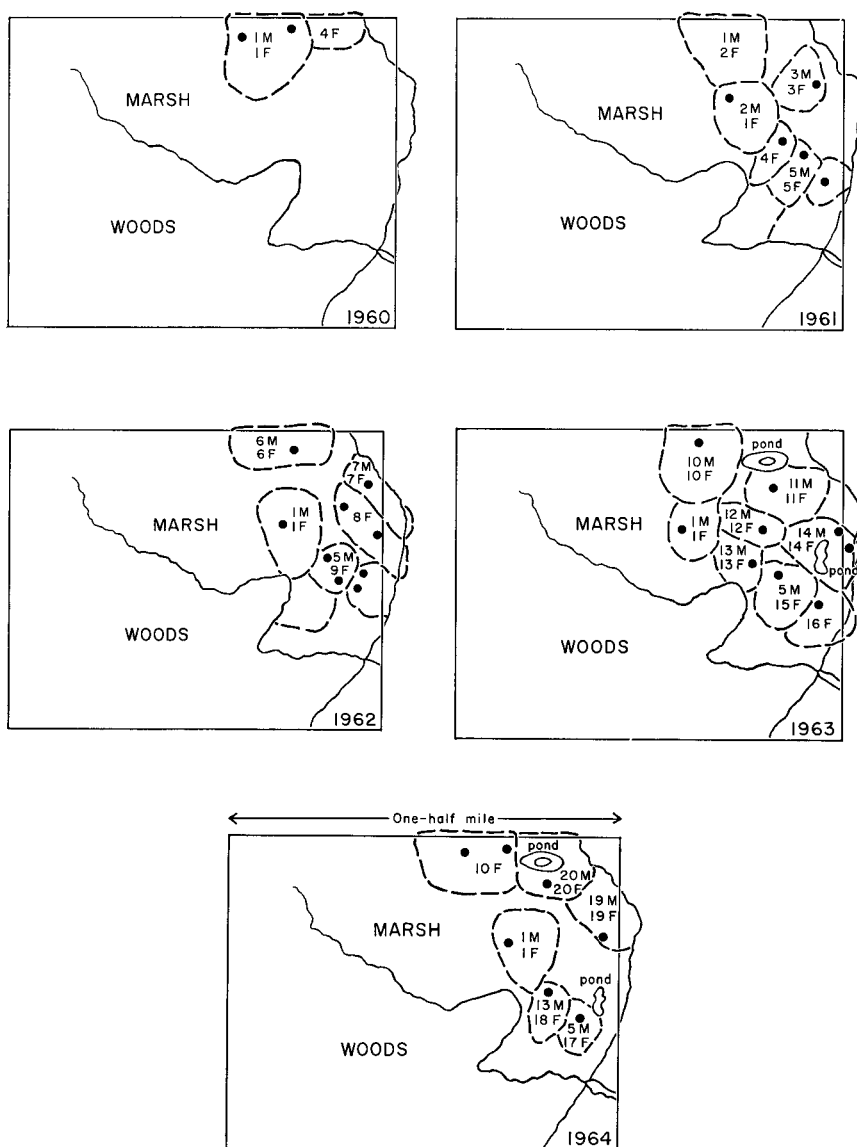 1M
1F
4F
MARSH
WOODS
1960
1M
2F
3M
3F
2M
1F
MARSH
4F
5M
5F
WOODS
1961
6M
6F
7M
7F
8F
1M
1F
MARSH
5M
9F
WOODS
1962
pond
10M
10F
11M
11F
12M
12F
1M
1F
MARSH
14M
14F
13M
13F
pond
5M
15F
16F
WOODS
1963
One-half mile
pond
10F
20M
20F
19M
19F
MARSH
1M
1F
pond
13M
18F
5M
17F
WOODS
1964